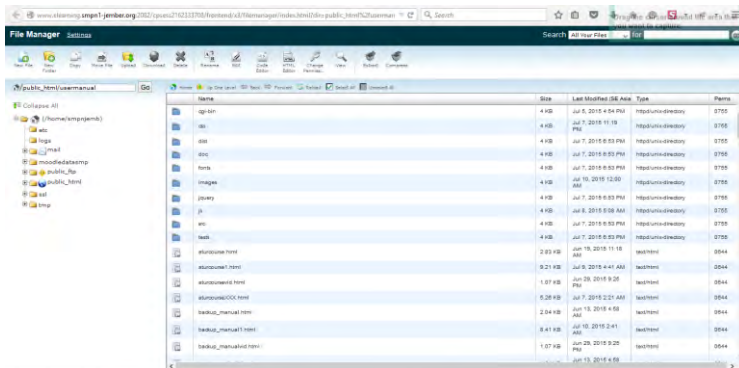 www.elearning.smpn1-jember.org:2082/cpsess2162333708/frontend/x3/filemanager/index.html?dir=public_html%2fuserman
Search
File Manager Settings
Search All Your Files for
New File New Folder Copy Move File Upload Download Delete Rename Edit Code Editor HTML Editor Change Permissions View Extract Compress
/public_html/usermanual Go
Home Up One Level Back Forward Reload Select All Unselect All
Collapse All
(/home/smpnjemb)
etc
logs
mail
moodledatasmp
public_ftp
public_html
ssl
tmp
Name Size Last Modified (SE Asia Type Perms
cgi-bin 4 KB Jul 5, 2015 4:54 PM httpd/unix-directory 0755
4 KB Jul 7, 2015 11:19 PM httpd/unix-directory 0755
dist 4 KB Jul 7, 2015 6:53 PM httpd/unix-directory 0755
4 KB Jul 7, 2015 6:53 PM httpd/unix-directory 0755
fonts 4 KB Jul 7, 2015 6:53 PM httpd/unix-directory 0755
images 4 KB Jul 10, 2015 12:00 AM httpd/unix-directory 0755
jquery 4 KB Jul 7, 2015 6:53 PM httpd/unix-directory 0755
js 4 KB Jul 8, 2015 5:58 AM httpd/unix-directory 0755
src 4 KB Jul 7, 2015 6:53 PM httpd/unix-directory 0755
4 KB Jul 7, 2015 6:53 PM httpd/unix-directory 0755
aturcourse.html 2.83 KB Jun 15, 2015 11:18 AM text/html 0644
aturcourse1.html 9.21 KB Jul 9, 2015 4:41 AM text/html 0644
aturcoursevid.html 1.07 KB Jun 29, 2015 9:26 PM text/html 0644
aturcourseXXX.html 5.26 KB Jul 7, 2015 2:21 AM text/html 0644
backup_manual.html 2.04 KB Jun 13, 2015 4:58 AM text/html 0644
backup_manual1.html 8.41 KB Jul 10, 2015 2:41 AM text/html 0644
backup_manualvid.html 1.07 KB Jun 29, 2015 9:26 PM text/html 0644
Jun 13, 2015 4:58